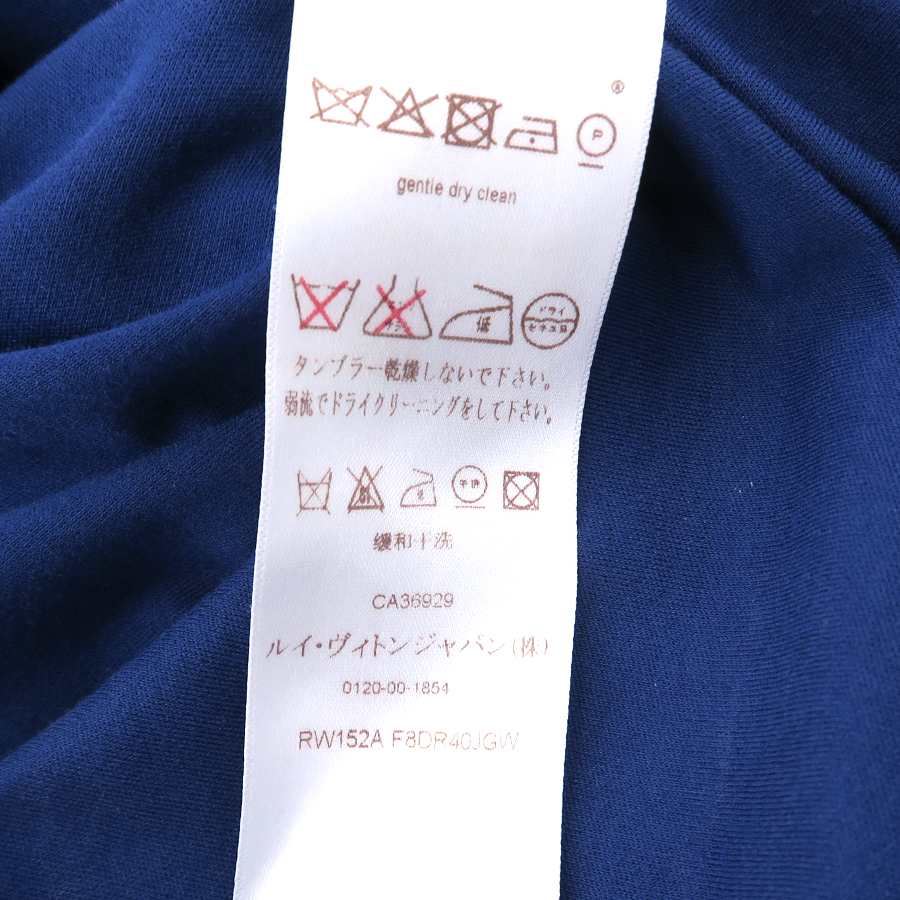 ®
P
gentle dry clean
低 ドライ
セキユ系
タンブラー乾燥しないで下さい。
弱流でドライクリーニングをして下さい。
干洗
缓和干洗
CA36929
ルイ・ヴィトン ジャパン(株)
0120-00-1854
RW152A F8DR40JGW